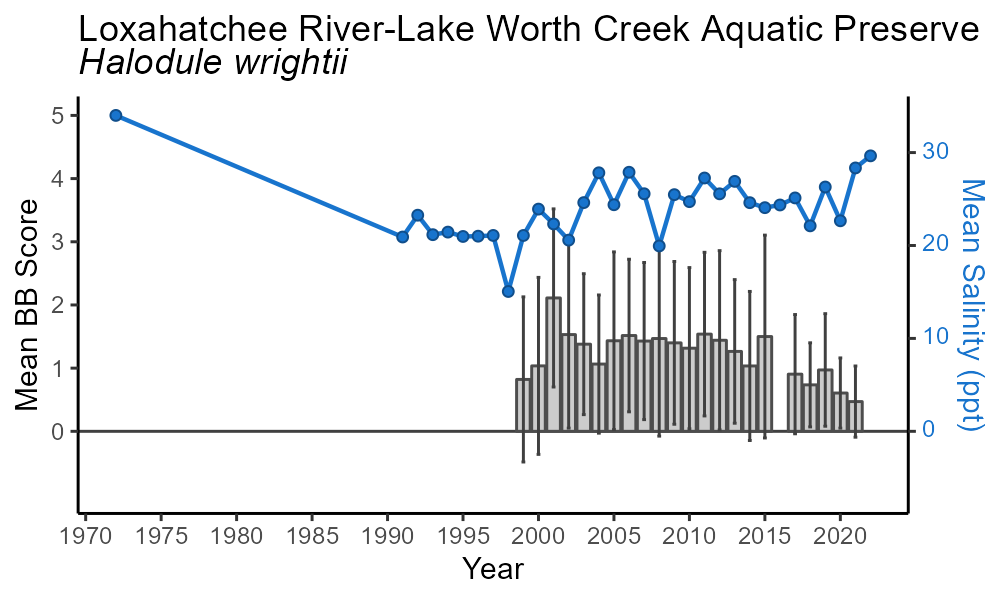 Loxahatchee River-Lake Worth Creek Aquatic Preserve
Halodule wrightii
5
4
3
2
1
0
Mean BB Score
30
20
10
0
Mean Salinity (ppt)
1970 1975 1980 1985 1990 1995 2000 2005 2010 2015 2020
Year